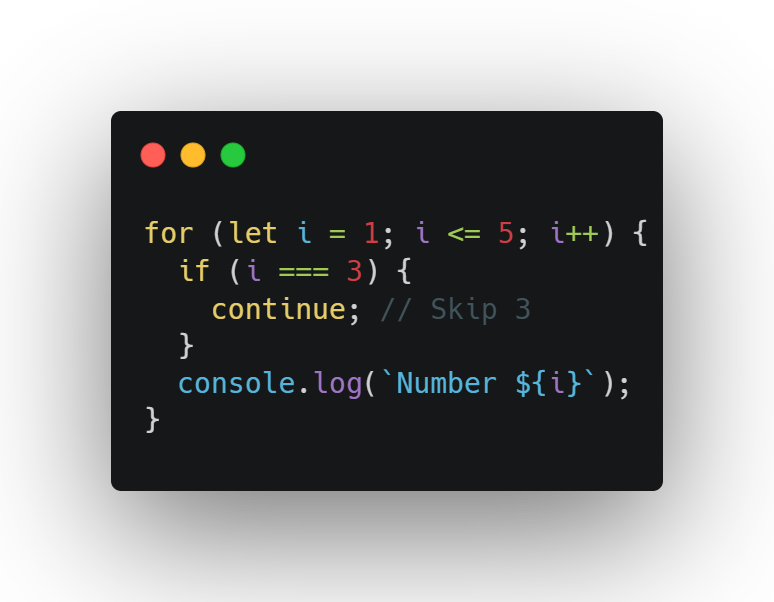 for (let i = 1; i <= 5; i++) {
  if (i === 3) {
    continue; // Skip 3
  }
  console.log(`Number ${i}`);
}